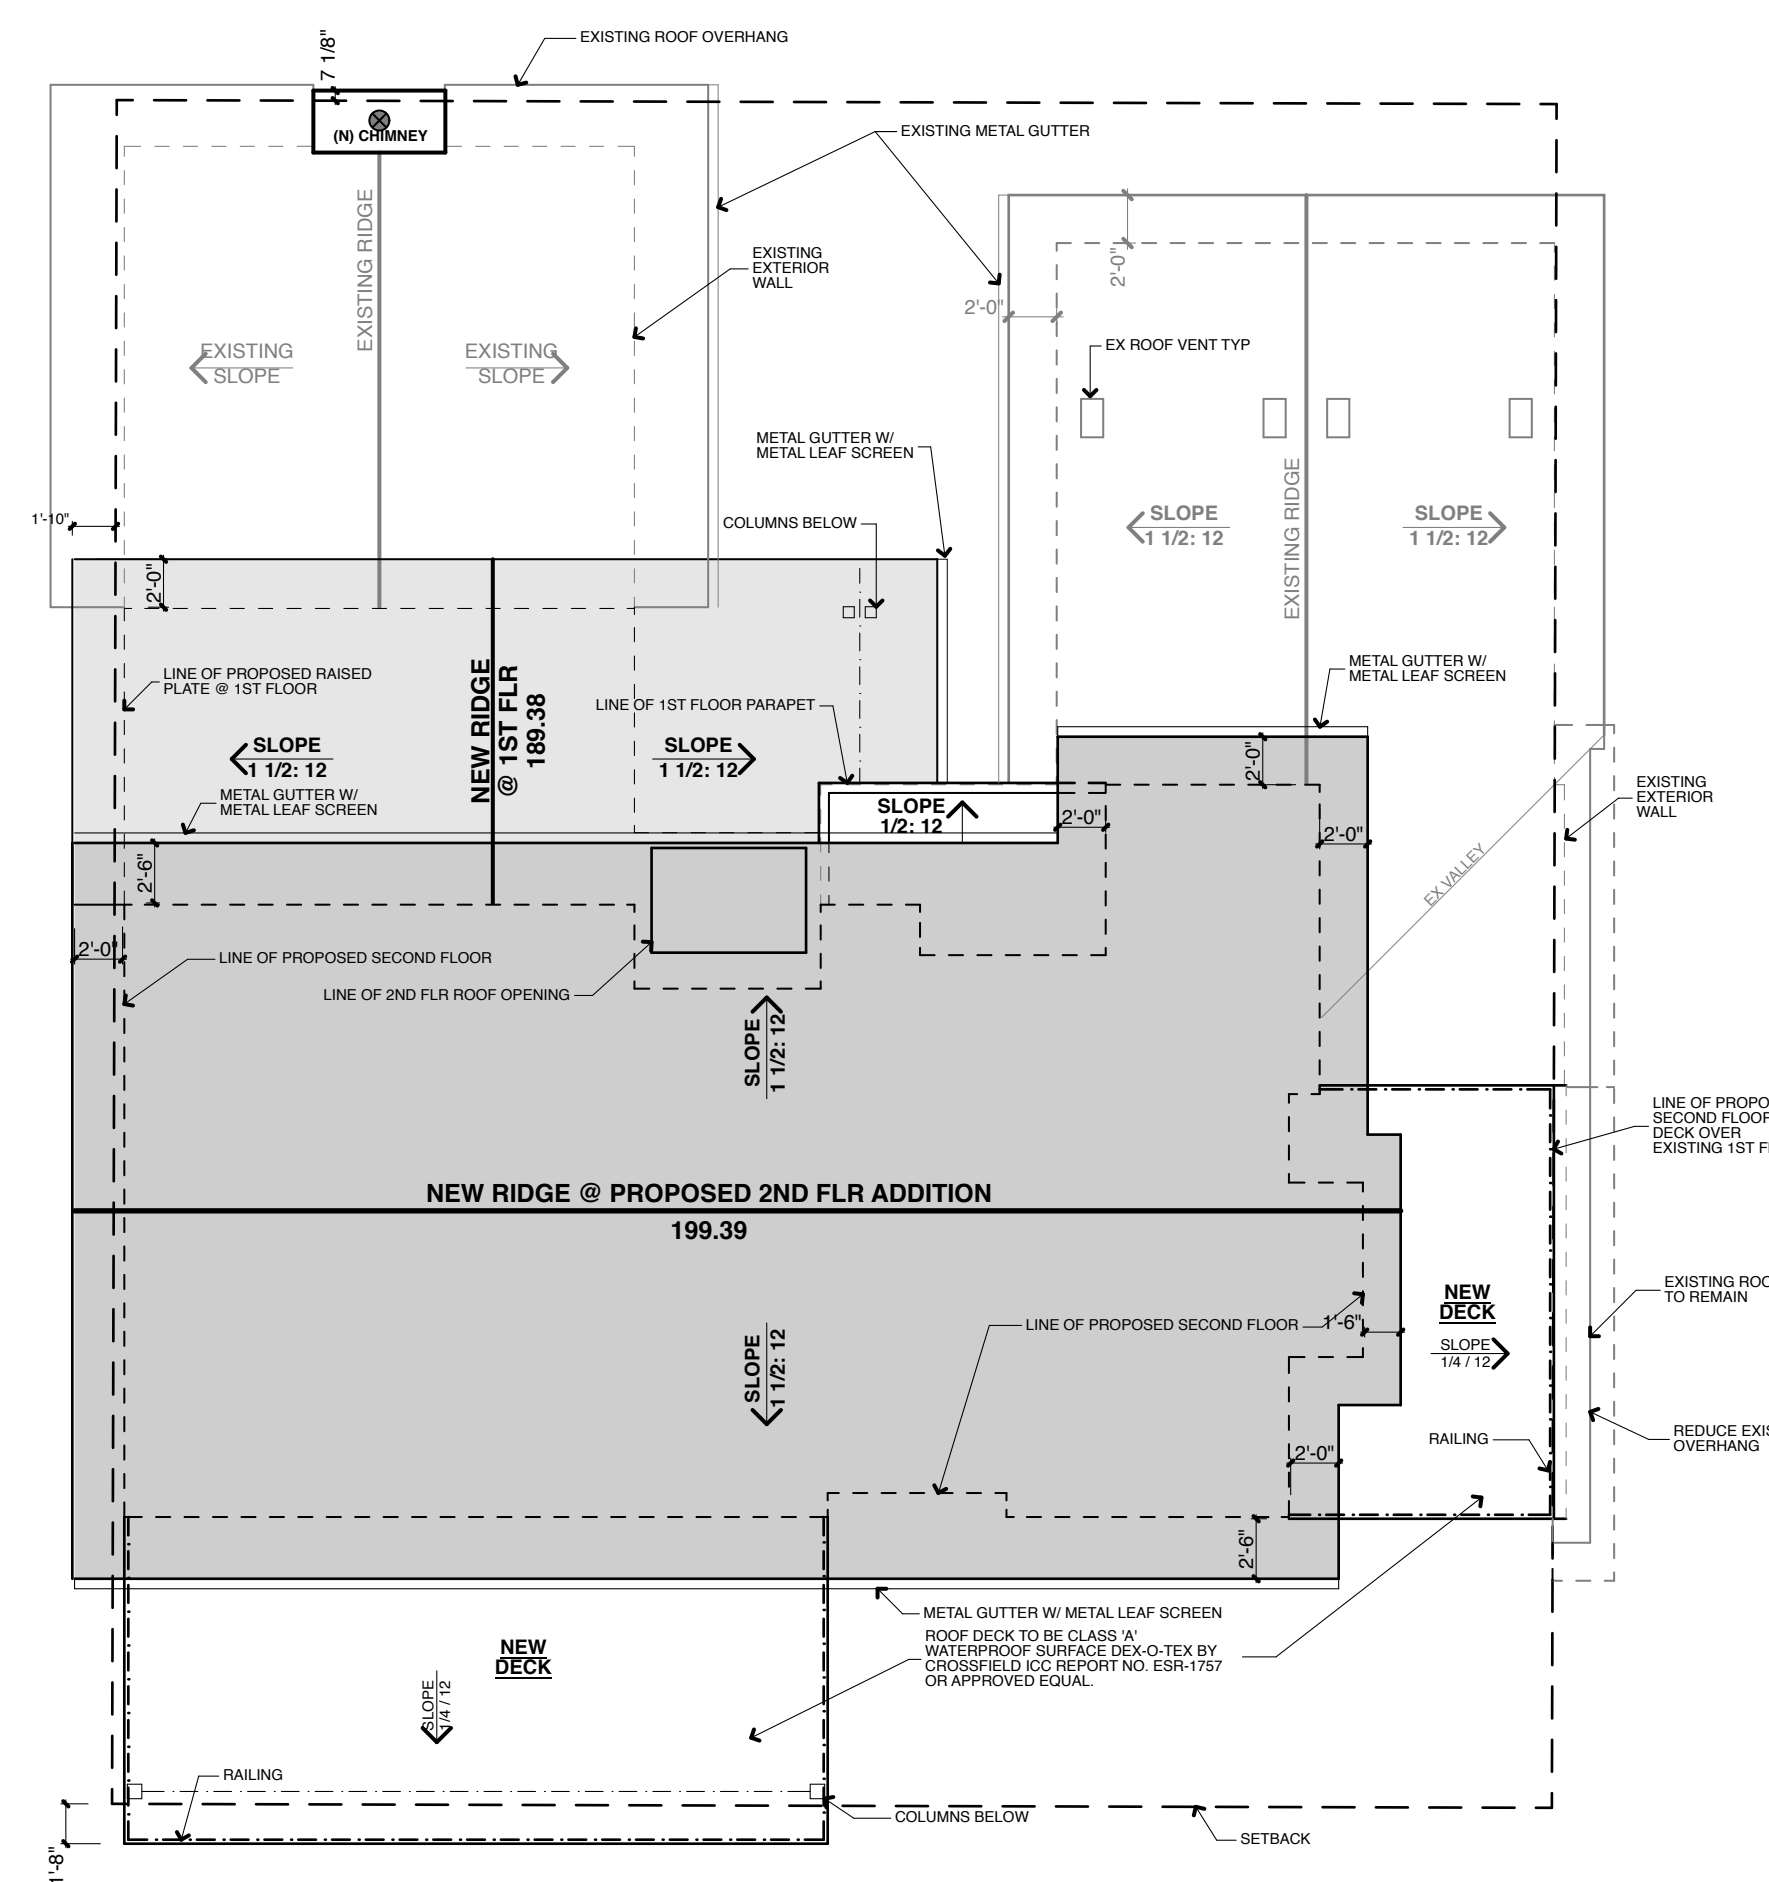 7 1/8"
EXISTING ROOF OVERHANG
(N) CHIMNEY
EXISTING METAL GUTTER
EXISTING RIDGE
EXISTING
EXTERIOR
WALL
2'-0"
2'-0"
EXISTING
SLOPE
EXISTING
SLOPE
EX ROOF VENT TYP
METAL GUTTER W/
METAL LEAF SCREEN
1'-10"
COLUMNS BELOW
SLOPE
1 1/2: 12
EXISTING RIDGE
SLOPE
1 1/2: 12
2'-0"
LINE OF PROPOSED RAISED
PLATE @ 1ST FLOOR
NEW RIDGE
@ 1ST FLR
189.38
LINE OF 1ST FLOOR PARAPET
METAL GUTTER W/
METAL LEAF SCREEN
SLOPE
1 1/2: 12
SLOPE
1 1/2: 12
2'-0"
METAL GUTTER W/
METAL LEAF SCREEN
SLOPE
1/2: 12
2'-0"
2'-0"
EXISTING
EXTERIOR
WALL
2'-6"
EX VALLEY
2'-0"
LINE OF PROPOSED SECOND FLOOR
LINE OF 2ND FLR ROOF OPENING
SLOPE
1 1/2: 12
LINE OF PROPO
SECOND FLOOR
DECK OVER
EXISTING 1ST F
NEW RIDGE @ PROPOSED 2ND FLR ADDITION
199.39
NEW
DECK
SLOPE
1/4 / 12
EXISTING ROO
TO REMAIN
LINE OF PROPOSED SECOND FLOOR
1'-6"
SLOPE
1 1/2: 12
RAILING
REDUCE EXIS
OVERHANG
2'-0"
2'-6"
METAL GUTTER W/ METAL LEAF SCREEN
ROOF DECK TO BE CLASS 'A'
WATERPROOF SURFACE DEX-O-TEX BY
CROSSFIELD ICC REPORT NO. ESR-1757
OR APPROVED EQUAL.
NEW
DECK
SLOPE
1/4 / 12
RAILING
COLUMNS BELOW
SETBACK
1'-8"